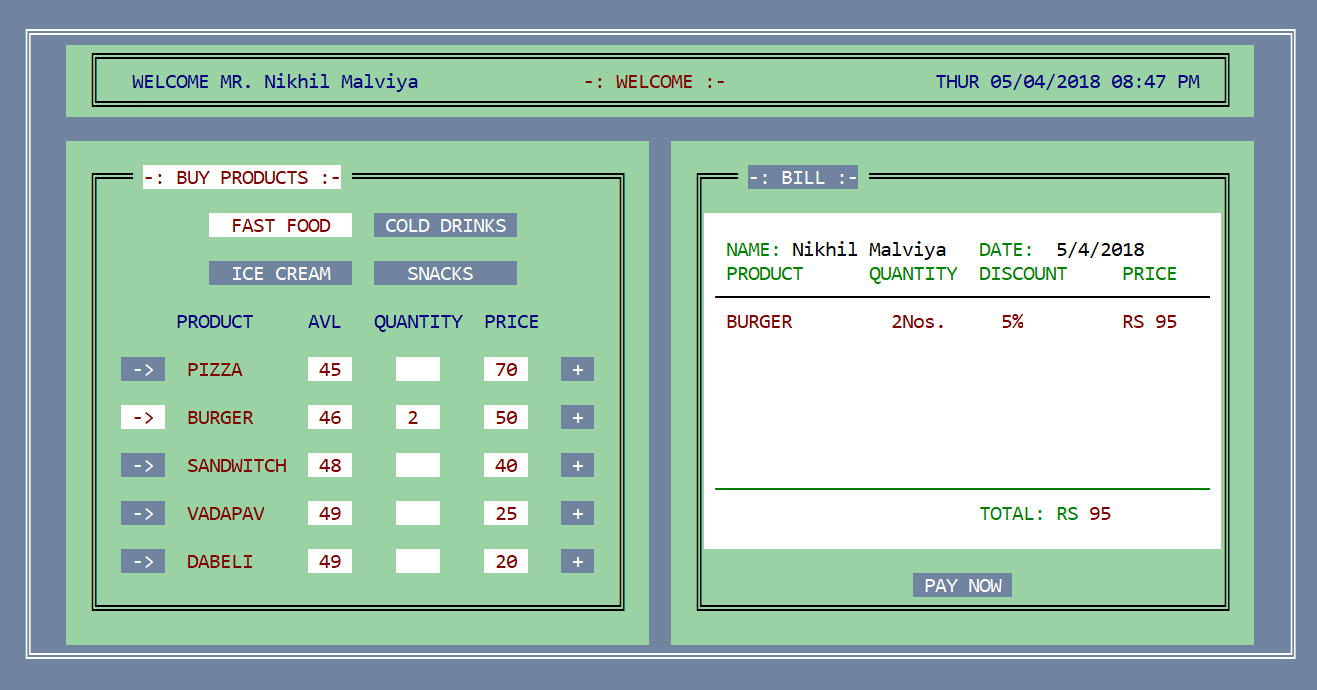 WELCOME MR. Nikhil Malviya -: WELCOME :- THUR 05/04/2018 08:47 PM
-: BUY PRODUCTS :-
FAST FOOD COLD DRINKS
ICE CREAM SNACKS
PRODUCT AVL QUANTITY PRICE
-> PIZZA 45 70 +
-> BURGER 46 2 50 +
-> SANDWITCH 48 40 +
-> VADAPAV 49 25 +
-> DABELI 49 20 +
-: BILL :-
NAME: Nikhil Malviya DATE: 5/4/2018
PRODUCT QUANTITY DISCOUNT PRICE
BURGER 2Nos. 5% RS 95
TOTAL: RS 95
PAY NOW